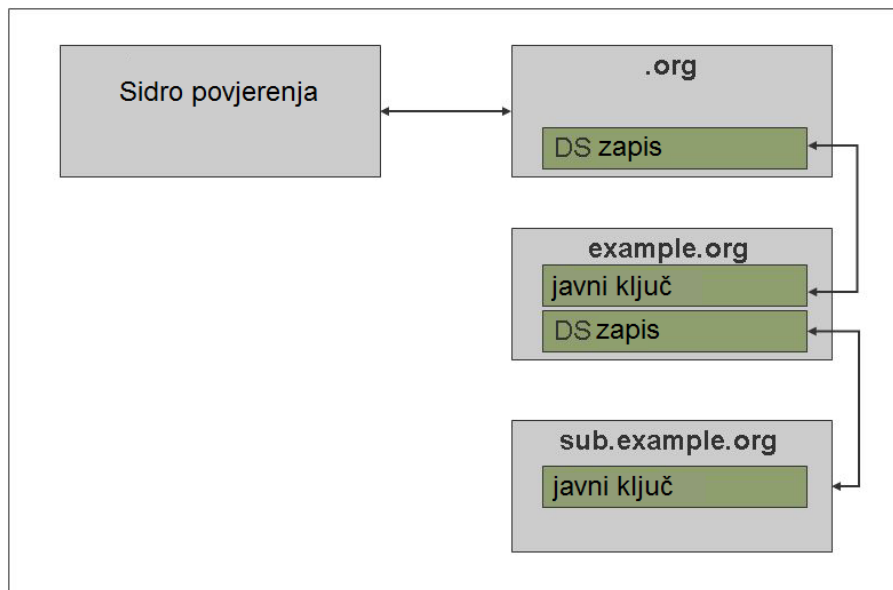 Sidro povjerenja
.org
DS zapis
example.org
javni ključ
DS zapis
sub.example.org
javni ključ